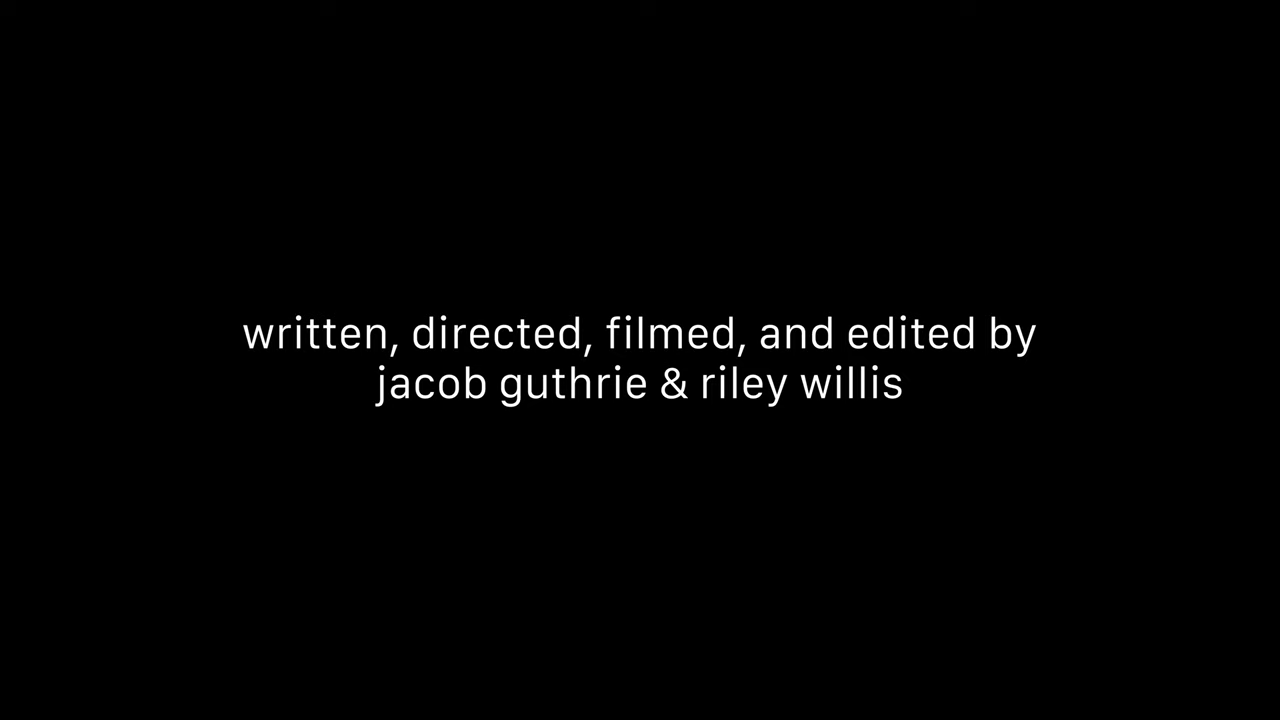 written, directed, filmed, and edited by
jacob guthrie & riley willis